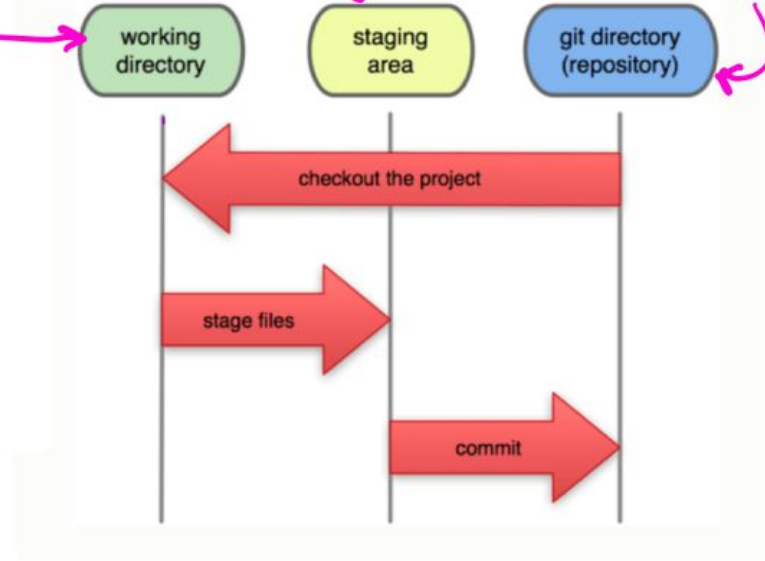 working
directory
staging
area
git directory
(repository)
checkout the project
stage files
commit